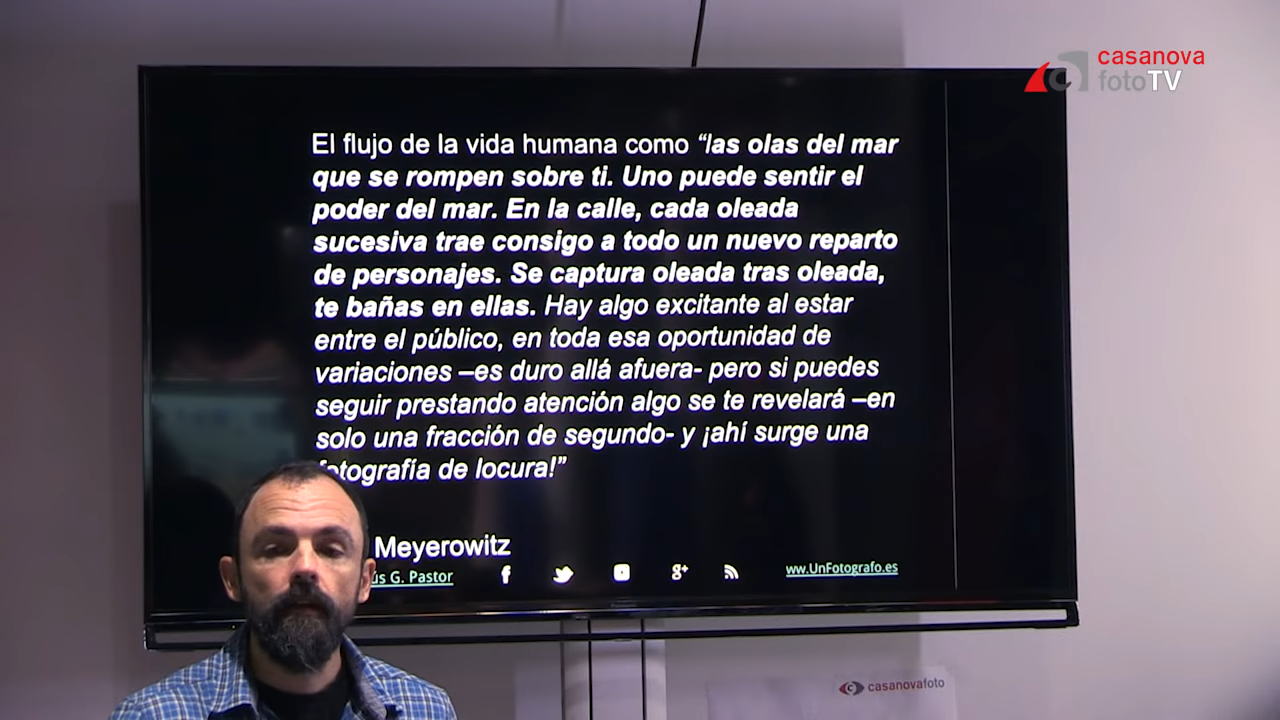 casanova
fotoTV
El flujo de la vida humana como “las olas del mar
que se rompen sobre ti. Uno puede sentir el
poder del mar. En la calle, cada oleada
sucesiva trae consigo a todo un nuevo reparto
de personajes. Se captura oleada tras oleada,
te bañas en ellas. Hay algo excitante al estar
entre el público, en toda esa oportunidad de
variaciones –es duro allá afuera- pero si puedes
seguir prestando atención algo se te revelará –en
solo una fracción de segundo- y ¡ahí surge una
fotografía de locura!”
Meyerowitz
G. Pastor
www.UnFotografo.es
casanovafoto